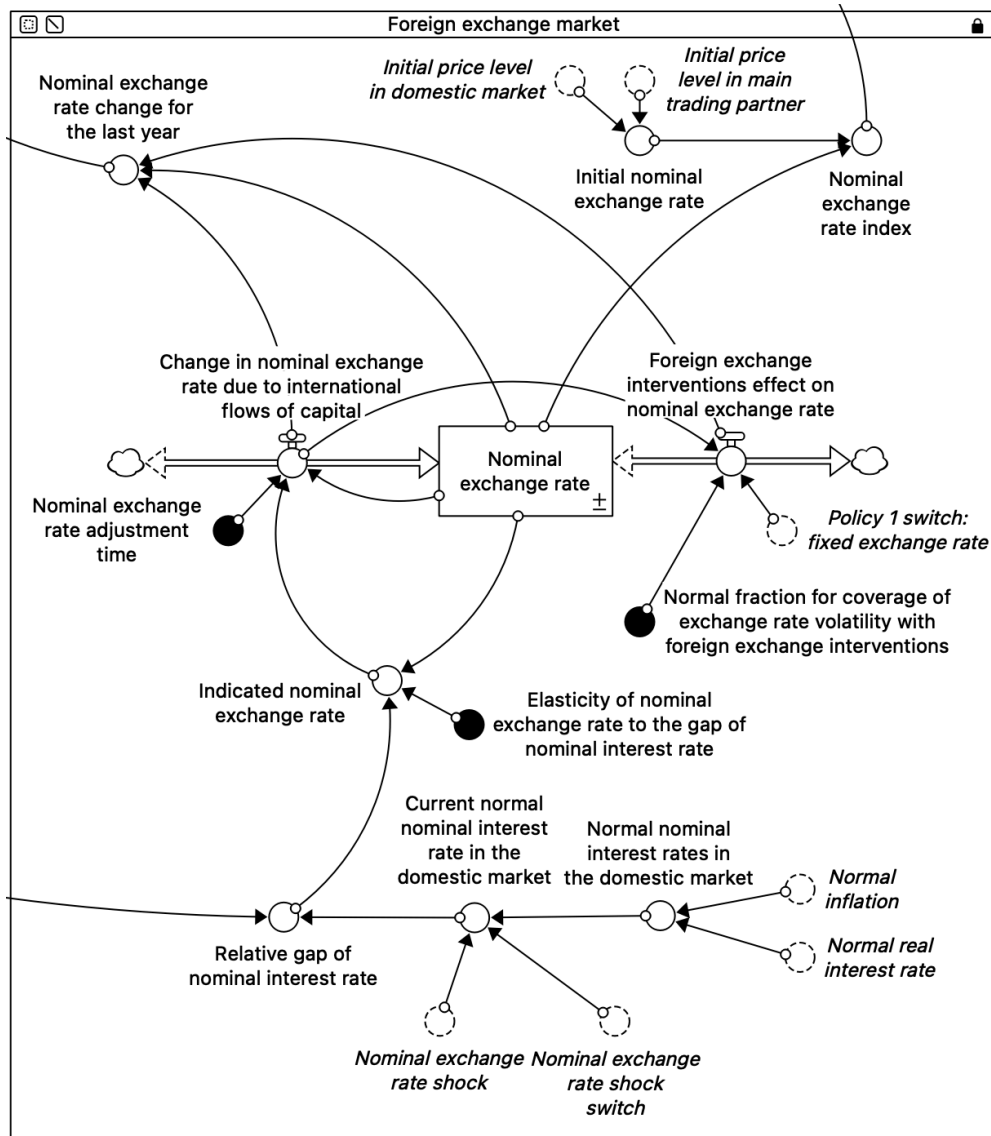 Foreign exchange market
Nominal exchange
rate change for
the last year
Initial price level
in domestic market
Initial price
level in main
trading partner
Initial nominal
exchange rate
Nominal
exchange
rate index
Change in nominal exchange
rate due to international
flows of capital
Foreign exchange
interventions effect on
nominal exchange rate
Nominal
exchange rate
±
Nominal exchange
rate adjustment
time
Policy 1 switch:
fixed exchange rate
Normal fraction for coverage of
exchange rate volatility with
foreign exchange interventions
Indicated nominal
exchange rate
Elasticity of nominal
exchange rate to the gap of
nominal interest rate
Current normal
nominal interest
rate in the
domestic market
Normal nominal
interest rates in
the domestic market
Normal
inflation
Normal real
interest rate
Relative gap of
nominal interest rate
Nominal exchange
rate shock
Nominal exchange
rate shock
switch